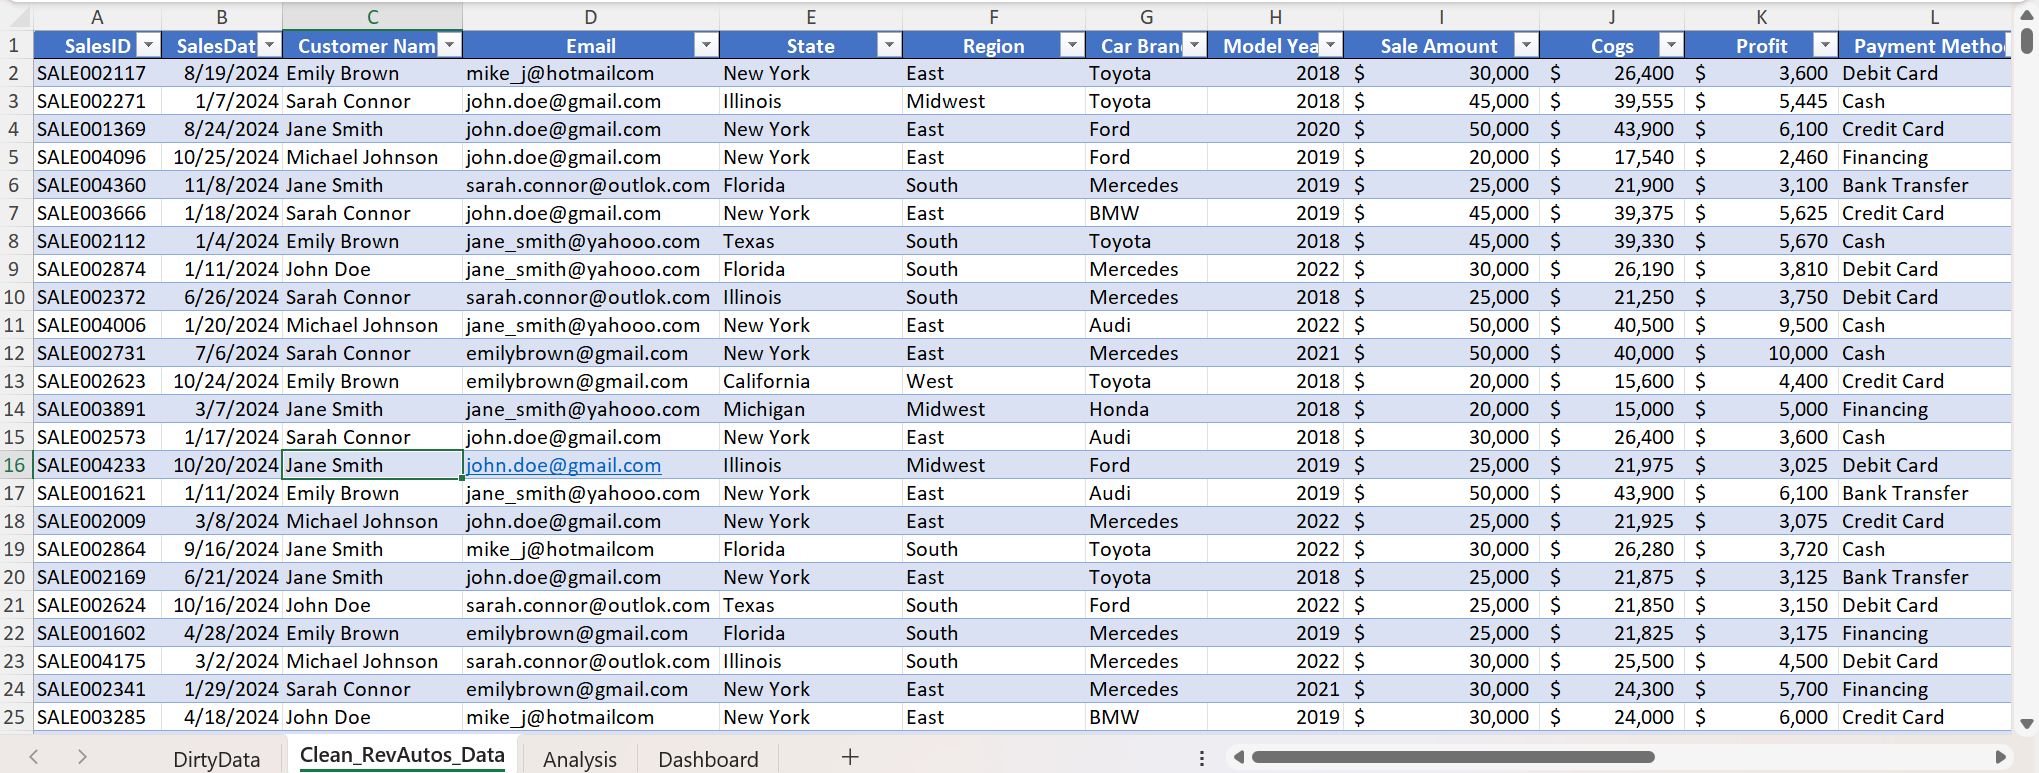 A B C D E F G H I J K L
1 SalesID SalesDat Customer Nam Email State Region Car Bran Model Yea Sale Amount Cogs Profit Payment Metho
2 SALE002117 8/19/2024 Emily Brown mike_j@hotmailcom New York East Toyota 2018 $ 30,000 $ 26,400 $ 3,600 Debit Card
3 SALE002271 1/7/2024 Sarah Connor john.doe@gmail.com Illinois Midwest Toyota 2018 $ 45,000 $ 39,555 $ 5,445 Cash
4 SALE001369 8/24/2024 Jane Smith john.doe@gmail.com New York East Ford 2020 $ 50,000 $ 43,900 $ 6,100 Credit Card
5 SALE004096 10/25/2024 Michael Johnson john.doe@gmail.com New York East Ford 2019 $ 20,000 $ 17,540 $ 2,460 Financing
6 SALE004360 11/8/2024 Jane Smith sarah.connor@outlok.com Florida South Mercedes 2019 $ 25,000 $ 21,900 $ 3,100 Bank Transfer
7 SALE003666 1/18/2024 Sarah Connor john.doe@gmail.com New York East BMW 2019 $ 45,000 $ 39,375 $ 5,625 Credit Card
8 SALE002112 1/4/2024 Emily Brown jane_smith@yahooo.com Texas South Toyota 2018 $ 45,000 $ 39,330 $ 5,670 Cash
9 SALE002874 1/11/2024 John Doe jane_smith@yahooo.com Florida South Mercedes 2022 $ 30,000 $ 26,190 $ 3,810 Debit Card
10 SALE002372 6/26/2024 Sarah Connor sarah.connor@outlok.com Illinois South Mercedes 2018 $ 25,000 $ 21,250 $ 3,750 Debit Card
11 SALE004006 1/20/2024 Michael Johnson jane_smith@yahooo.com New York East Audi 2022 $ 50,000 $ 40,500 $ 9,500 Cash
12 SALE002731 7/6/2024 Sarah Connor emilybrown@gmail.com New York East Mercedes 2021 $ 50,000 $ 40,000 $ 10,000 Cash
13 SALE002623 10/24/2024 Emily Brown emilybrown@gmail.com California West Toyota 2018 $ 20,000 $ 15,600 $ 4,400 Credit Card
14 SALE003891 3/7/2024 Jane Smith jane_smith@yahooo.com Michigan Midwest Honda 2018 $ 20,000 $ 15,000 $ 5,000 Financing
15 SALE002573 1/17/2024 Sarah Connor john.doe@gmail.com New York East Audi 2018 $ 30,000 $ 26,400 $ 3,600 Cash
16 SALE004233 10/20/2024 Jane Smith john.doe@gmail.com Illinois Midwest Ford 2019 $ 25,000 $ 21,975 $ 3,025 Debit Card
17 SALE001621 1/11/2024 Emily Brown jane_smith@yahooo.com New York East Audi 2019 $ 50,000 $ 43,900 $ 6,100 Bank Transfer
18 SALE002009 3/8/2024 Michael Johnson john.doe@gmail.com New York East Mercedes 2022 $ 25,000 $ 21,925 $ 3,075 Credit Card
19 SALE002864 9/16/2024 Jane Smith mike_j@hotmailcom Florida South Toyota 2022 $ 30,000 $ 26,280 $ 3,720 Cash
20 SALE002169 6/21/2024 Jane Smith john.doe@gmail.com New York East Toyota 2018 $ 25,000 $ 21,875 $ 3,125 Bank Transfer
21 SALE002624 10/16/2024 John Doe sarah.connor@outlok.com Texas South Ford 2022 $ 25,000 $ 21,850 $ 3,150 Debit Card
22 SALE001602 4/28/2024 Emily Brown emilybrown@gmail.com Florida South Mercedes 2019 $ 25,000 $ 21,825 $ 3,175 Financing
23 SALE004175 3/2/2024 Michael Johnson sarah.connor@outlok.com Illinois South Mercedes 2022 $ 30,000 $ 25,500 $ 4,500 Debit Card
24 SALE002341 1/29/2024 Sarah Connor emilybrown@gmail.com New York East Mercedes 2021 $ 30,000 $ 24,300 $ 5,700 Financing
25 SALE003285 4/18/2024 John Doe mike_j@hotmailcom New York East BMW 2019 $ 30,000 $ 24,000 $ 6,000 Credit Card
DirtyData Clean_RevAutos_Data Analysis Dashboard